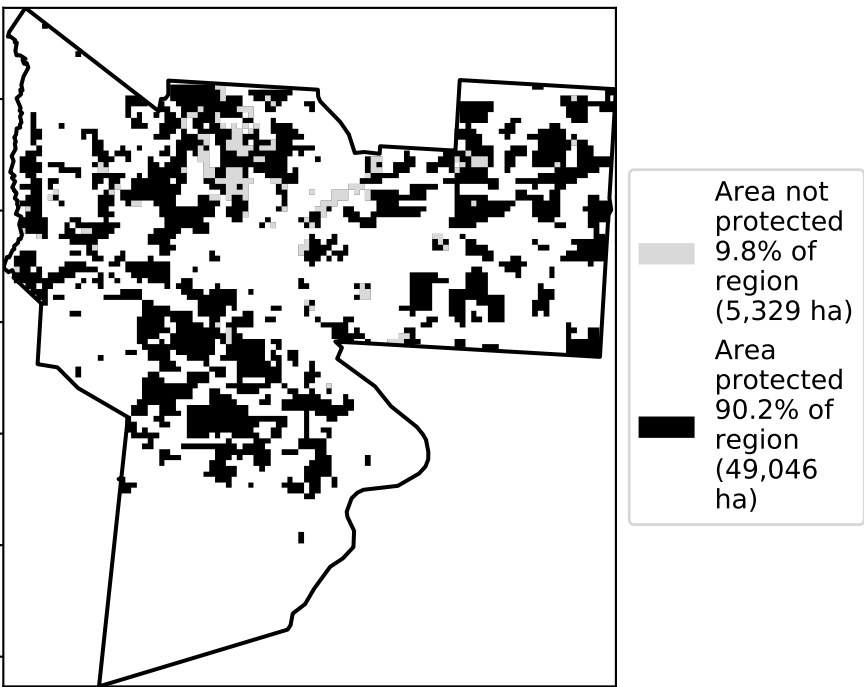 Area not
protected
9.8% of
region
(5,329 ha)
Area
protected
90.2% of
region
(49,046
ha)